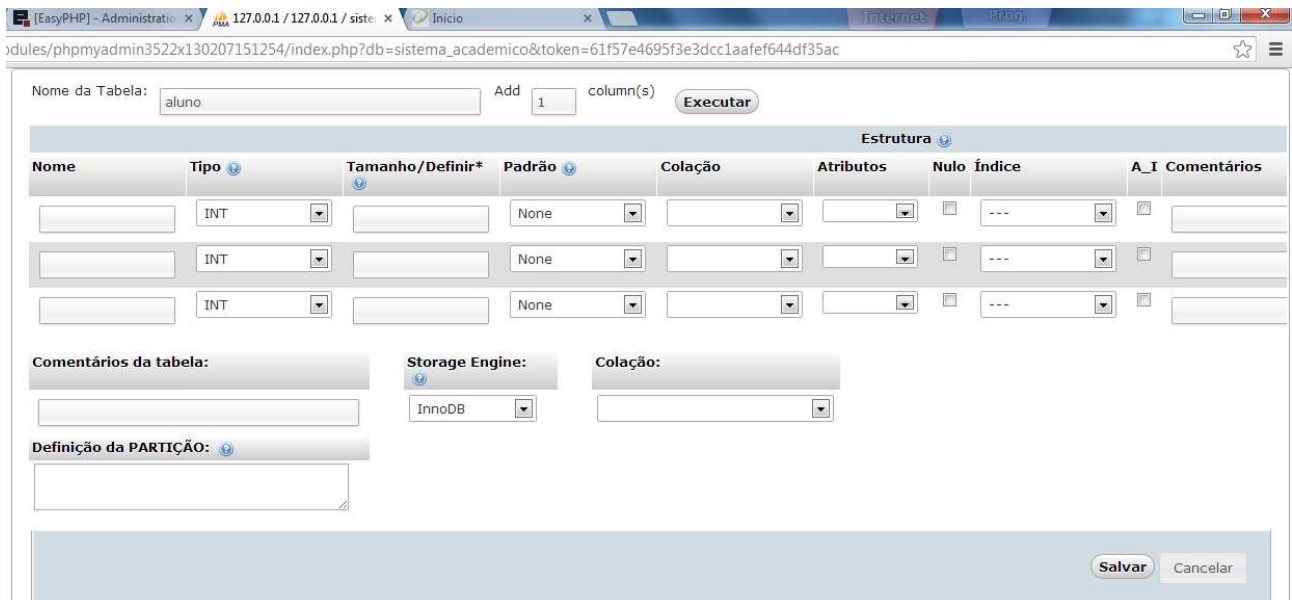 [EasyPHP] - Administratio × 127.0.0.1 / 127.0.0.1 / siste × Início × Internet Prog.
odules/phpmyadmin3522x130207151254/index.php?db=sistema_academico&token=61f57e4695f3e3dcc1aafef644df35ac
Nome da Tabela: aluno Add 1 column(s) Executar
Estrutura
Nome Tipo Tamanho/Definir* Padrão Colação Atributos Nulo Índice A_I Comentários
INT None ---
INT None ---
INT None ---
Comentários da tabela: Storage Engine: Colação:
InnoDB
Definição da PARTIÇÃO:
Salvar Cancelar